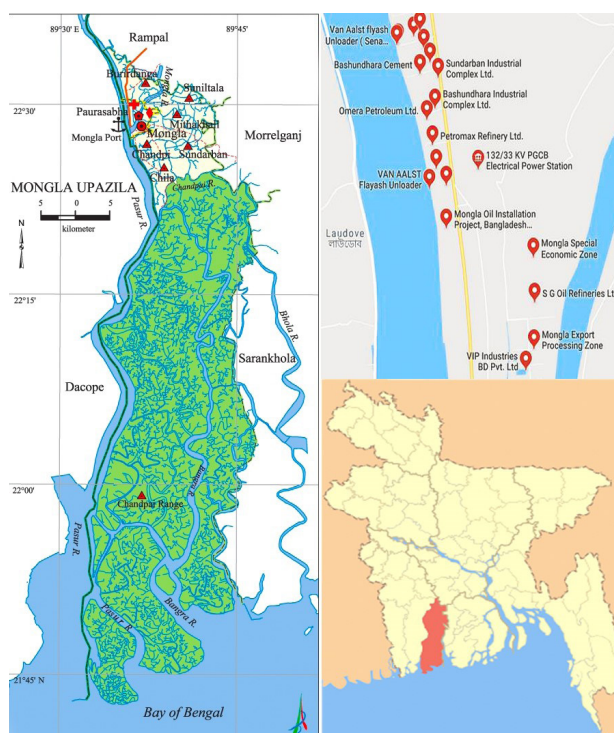 89°30' E
89°45'
Rampal
Burirdanga
Mongla R.
Suniltala
22°30'
Paurasabha
Mithakhali
Mongla
Mongla Port
Morrelganj
Chandpi
Sundarban
Chila
Chandpai R.
MONGLA UPAZILA
5 0 5
kilometer
N
Pasur R.
22°15'
Bhola R.
Sarankhola
Dacope
Bangra R.
22°00'
Chandpai Range
Pasur R.
Pasur R.
Bangra R.
21°45' N
Bay of Bengal
Van Aalst flyash
Unloader ( Sena...
Bashundhara Cement
Sundarban Industrial
Complex Ltd.
Bashundhara Industrial
Complex Ltd.
Omera Petroleum Ltd.
Petromax Refinery Ltd.
132/33 KV PGCB
Electrical Power Station
VAN AALST
Flayash Unloader
Mongla Oil Installation
Project, Bangladesh...
Laudove
লাউডোব
Mongla Special
Economic Zone
S G Oil Refineries Lt
Mongla Export
Processing Zone
VIP Industries
BD Pvt. Ltd